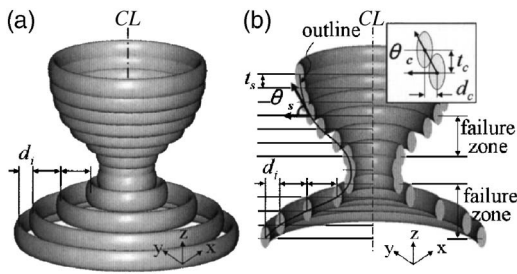 (a)
CL
d_i
z
y
x
(b)
CL
outline
t_s
θ_s
θ_c
t_c
d_c
failure
zone
d_i
failure
zone
z
y
x